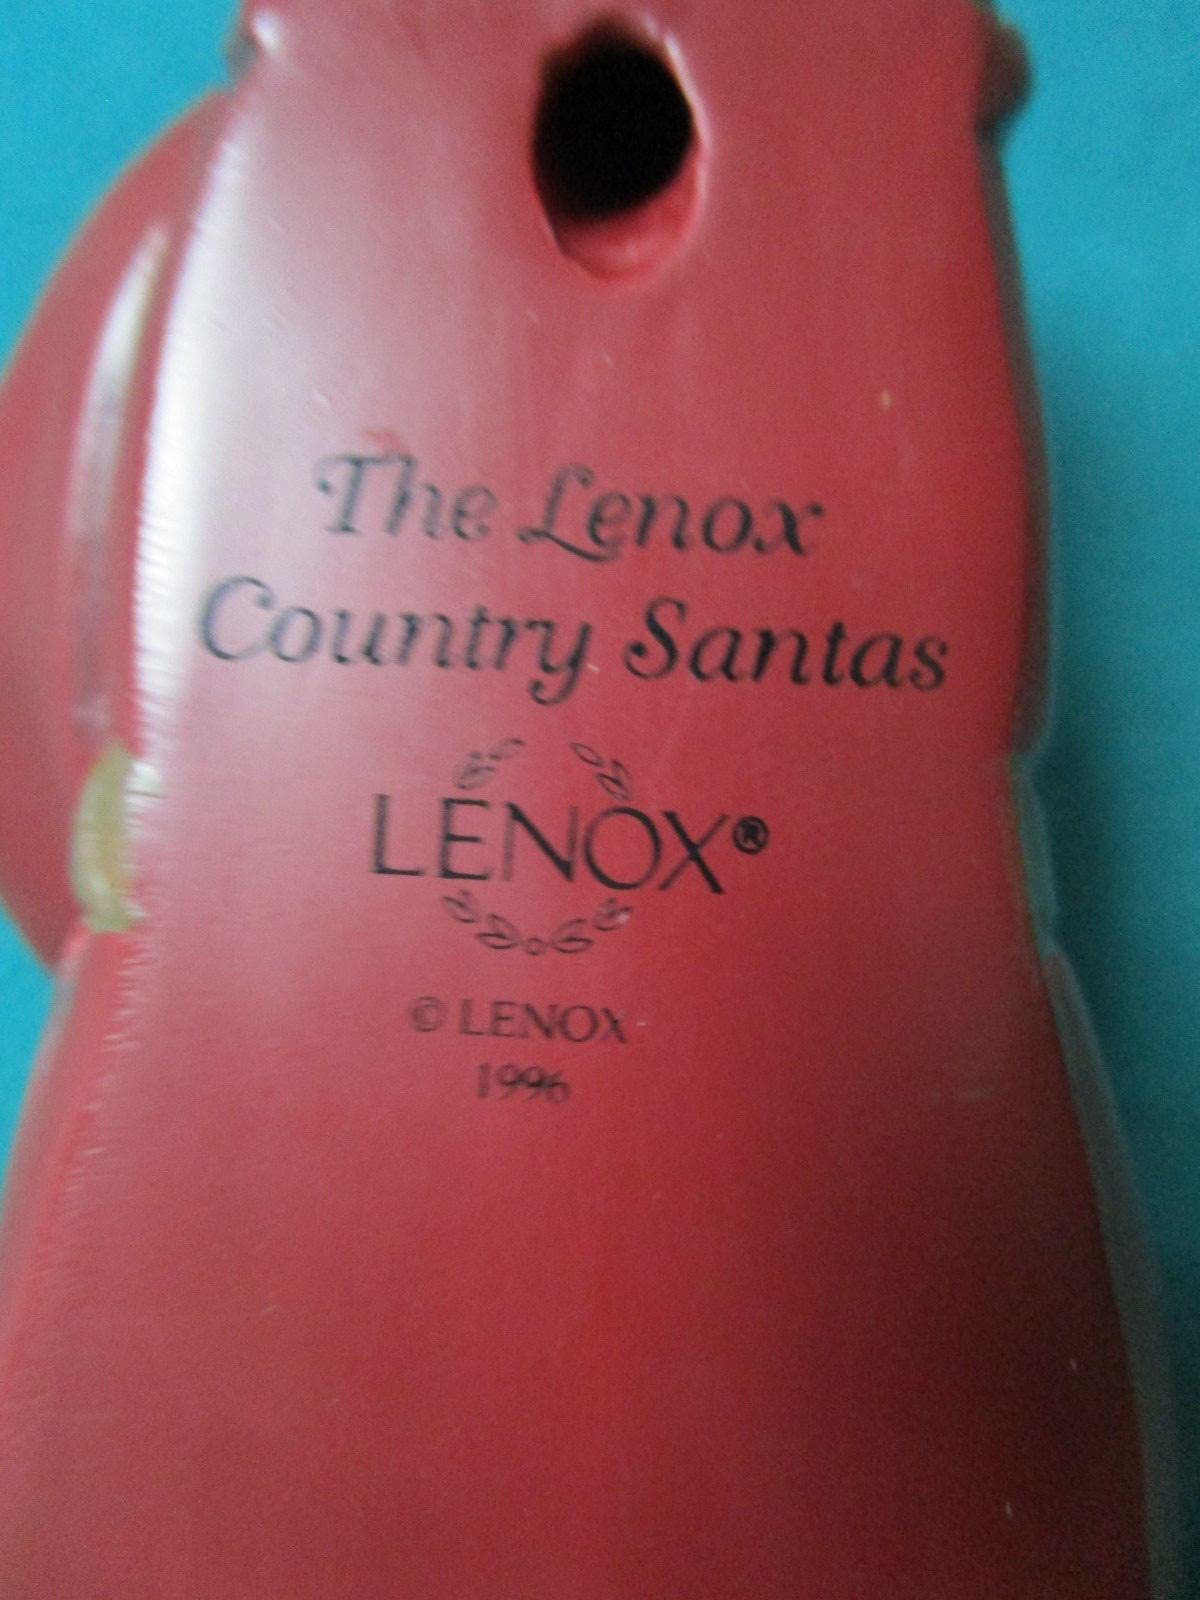 The Lenox
Country Santas
LENOX®
© LENOX
1996